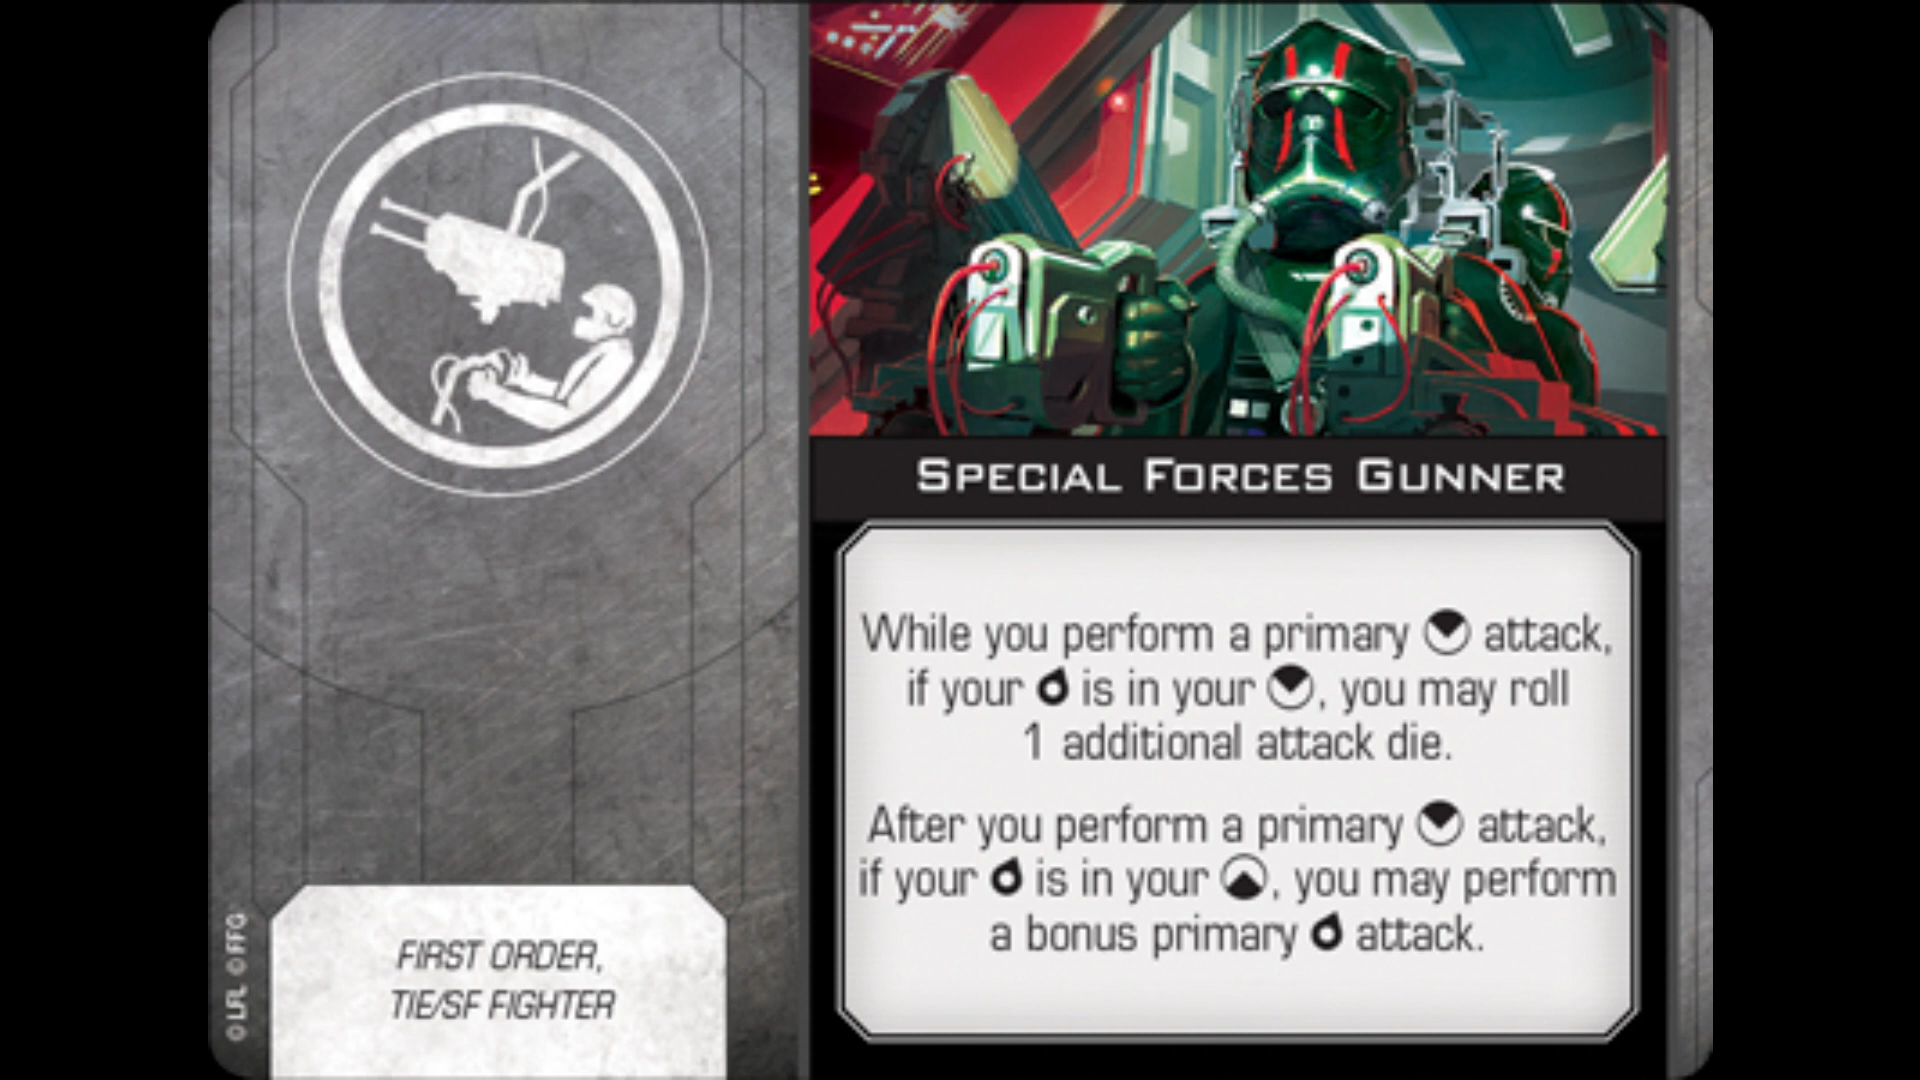 SPECIAL FORCES GUNNER
While you perform a primary attack,
if your is in your , you may roll
1 additional attack die.
After you perform a primary attack,
if your is in your , you may perform
a bonus primary attack.
FIRST ORDER,
TIE/SF FIGHTER
©LFL ©FFG